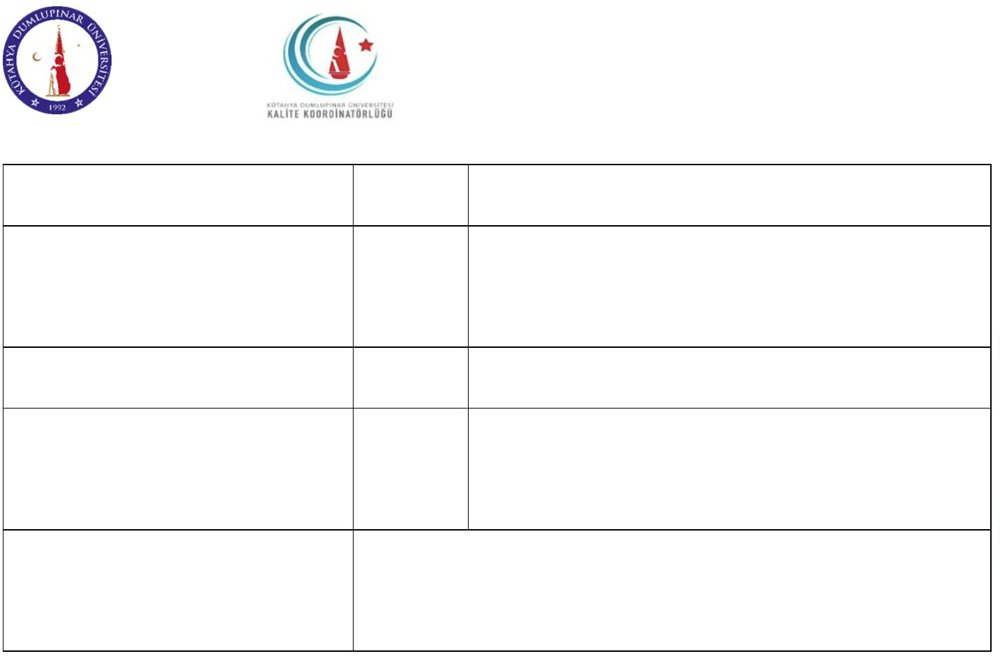 KÜTAHYA DUMLUPINAR ÜNİVERSİTESİ
1992
KÜTAHYA DUMLUPINAR ÜNİVERSİTESİ
KALİTE KOORDİNATÖRLÜĞÜ